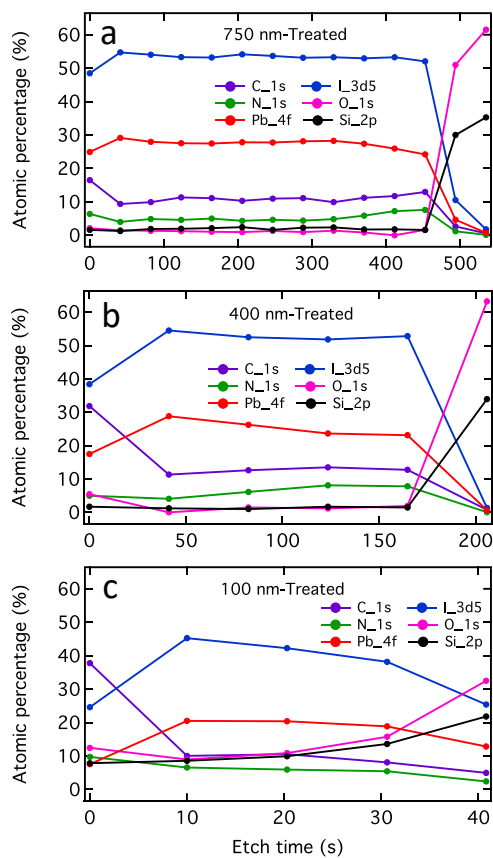 a
750 nm-Treated
Atomic percentage (%)
60
50
40
30
20
10
0
C_1s I_3d5
N_1s O_1s
Pb_4f Si_2p
0 100 200 300 400 500
b
400 nm-Treated
Atomic percentage (%)
60
50
40
30
20
10
0
C_1s I_3d5
N_1s O_1s
Pb_4f Si_2p
0 50 100 150 200
c
100 nm-Treated
Atomic percentage (%)
60
50
40
30
20
10
0
C_1s I_3d5
N_1s O_1s
Pb_4f Si_2p
0 10 20 30 40
Etch time (s)